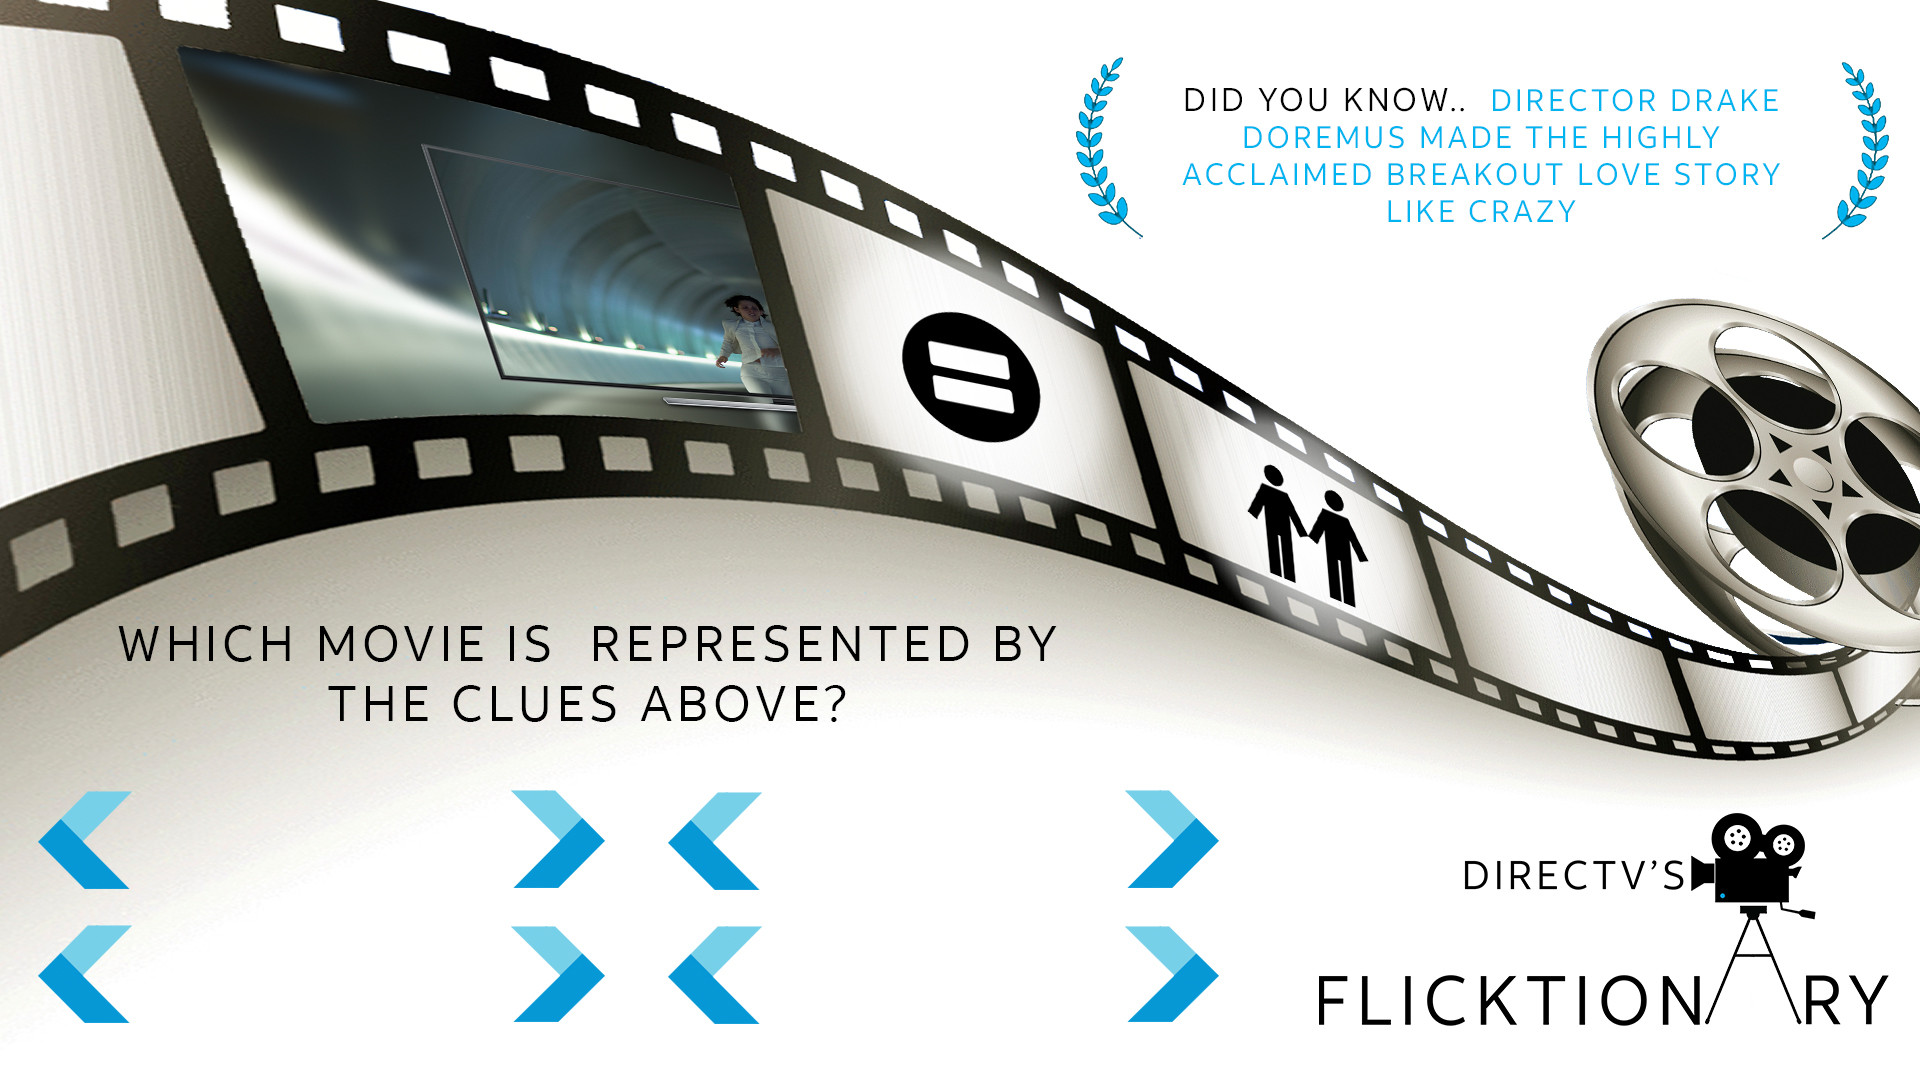 DID YOU KNOW.. DIRECTOR DRAKE
DOREMUS MADE THE HIGHLY
ACCLAIMED BREAKOUT LOVE STORY
LIKE CRAZY
WHICH MOVIE IS REPRESENTED BY
THE CLUES ABOVE?
DIRECTV'S
FLICKTIONARY